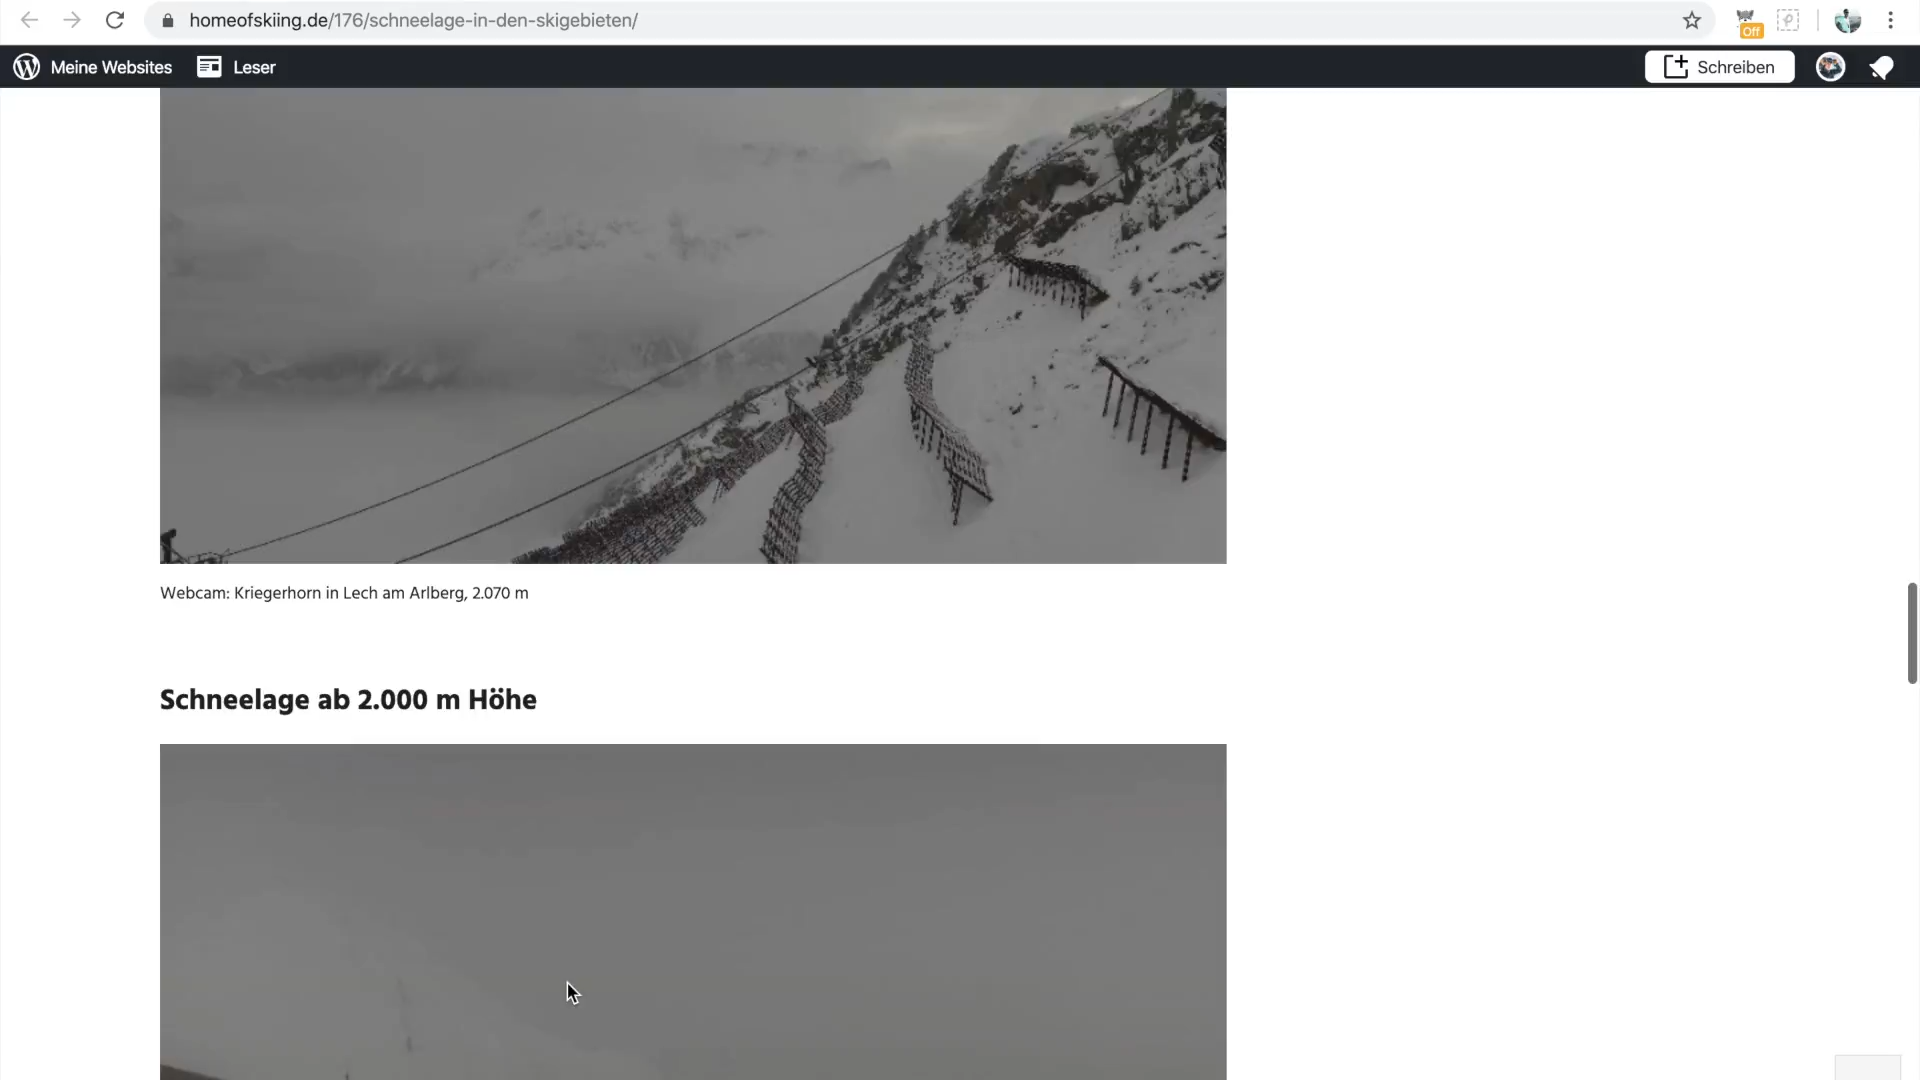 homeofskiing.de/176/schneelage-in-den-skigebieten/
Off
Meine Websites
Leser
Schreiben
Webcam: Kriegerhorn in Lech am Arlberg, 2.070 m
Schneelage ab 2.000 m Höhe